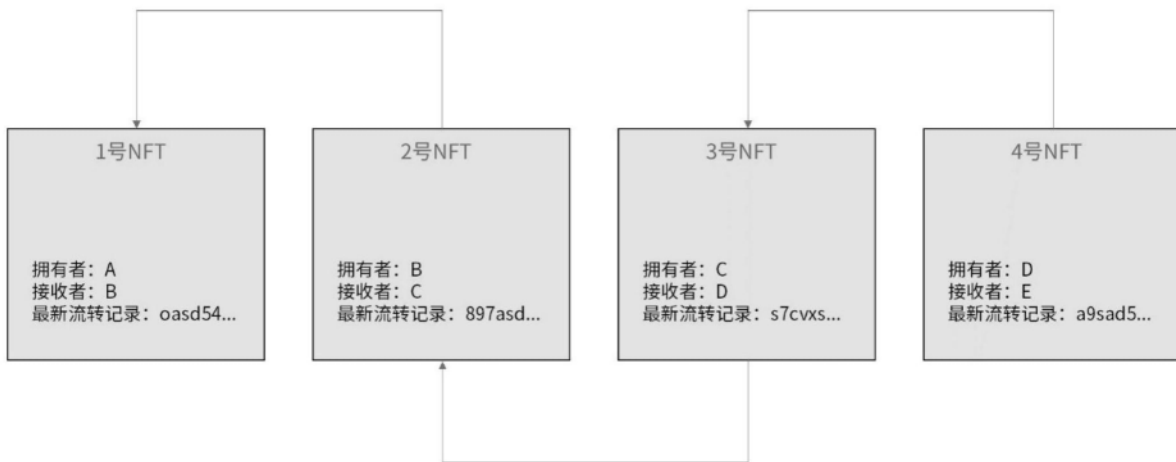 1号NFT
拥有者：A
接收者：B
最新流转记录：oasd54...
2号NFT
拥有者：B
接收者：C
最新流转记录：897asd...
3号NFT
拥有者：C
接收者：D
最新流转记录：s7cvxs...
4号NFT
拥有者：D
接收者：E
最新流转记录：a9sad5...